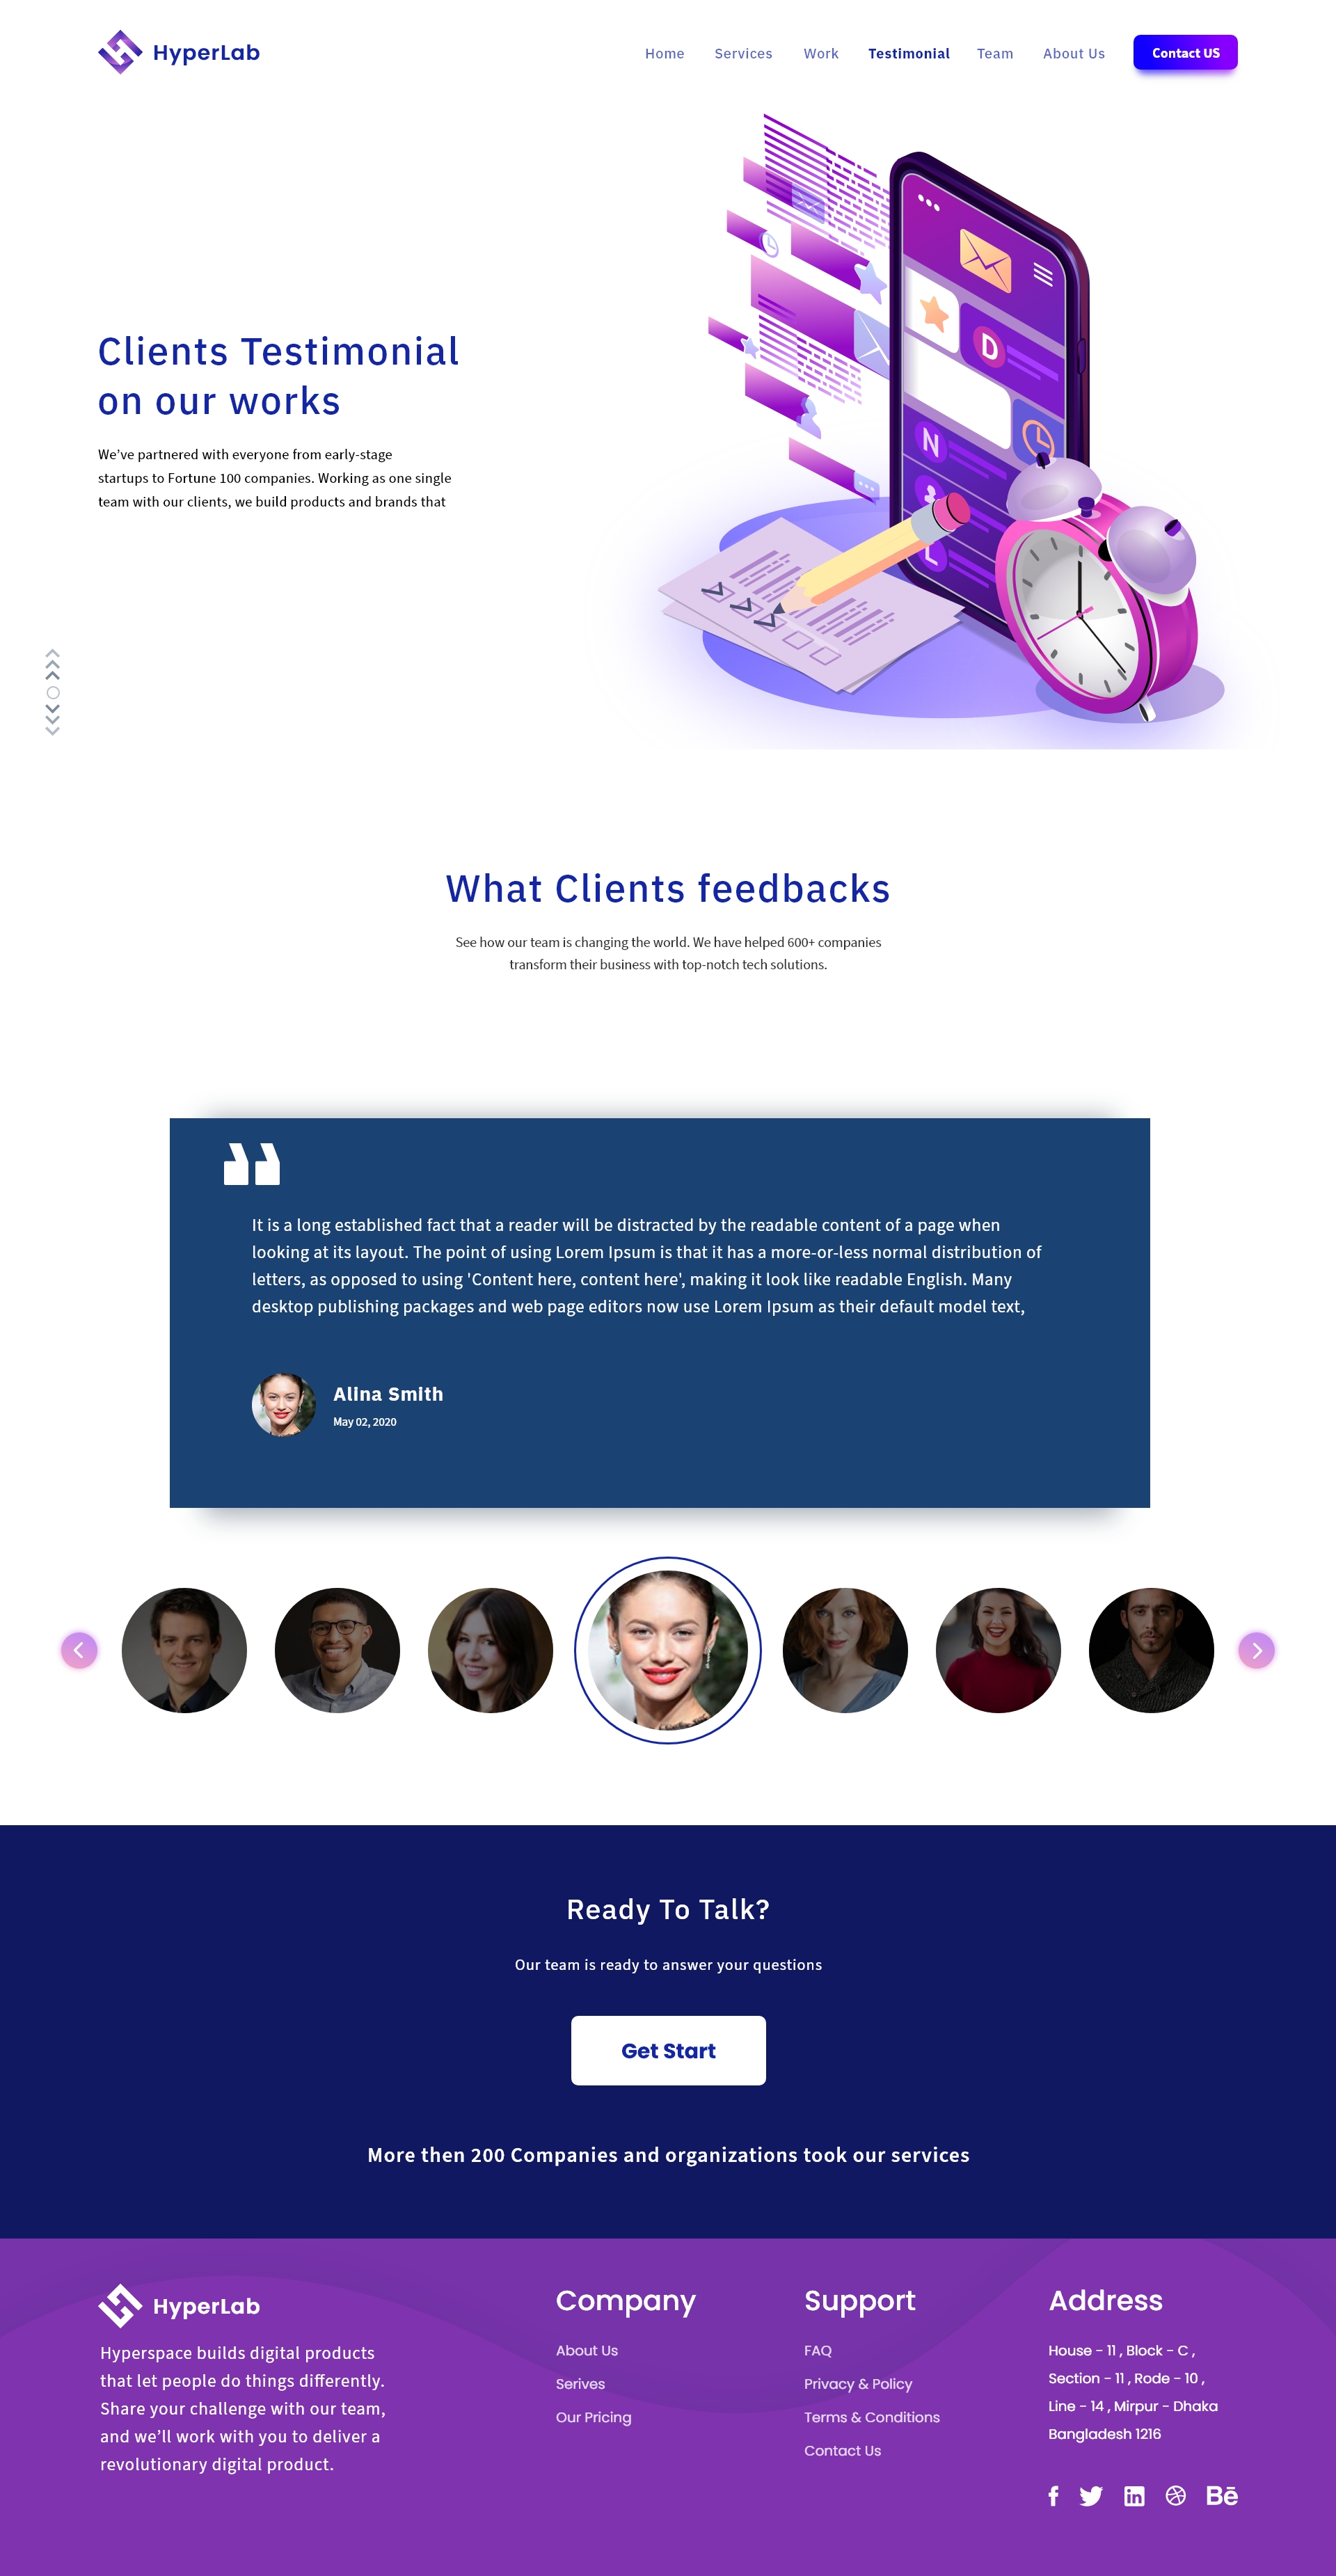 HyperLab
Home Services Work Testimonial Team About Us Contact US
Clients Testimonial
on our works
We’ve partnered with everyone from early-stage
startups to Fortune 100 companies. Working as one single
team with our clients, we build products and brands that
D
N
L
What Clients feedbacks
See how our team is changing the world. We have helped 600+ companies
transform their business with top-notch tech solutions.
It is a long established fact that a reader will be distracted by the readable content of a page when
looking at its layout. The point of using Lorem Ipsum is that it has a more-or-less normal distribution of
letters, as opposed to using 'Content here, content here', making it look like readable English. Many
desktop publishing packages and web page editors now use Lorem Ipsum as their default model text,
Alina Smith
May 02, 2020
Ready To Talk?
Our team is ready to answer your questions
Get Start
More then 200 Companies and organizations took our services
HyperLab
Hyperspace builds digital products
that let people do things differently.
Share your challenge with our team,
and we’ll work with you to deliver a
revolutionary digital product.
Company
About Us
Serives
Our Pricing
Support
FAQ
Privacy & Policy
Terms & Conditions
Contact Us
Address
House - 11 , Block - C ,
Section - 11 , Rode - 10 ,
Line - 14 , Mirpur - Dhaka
Bangladesh 1216